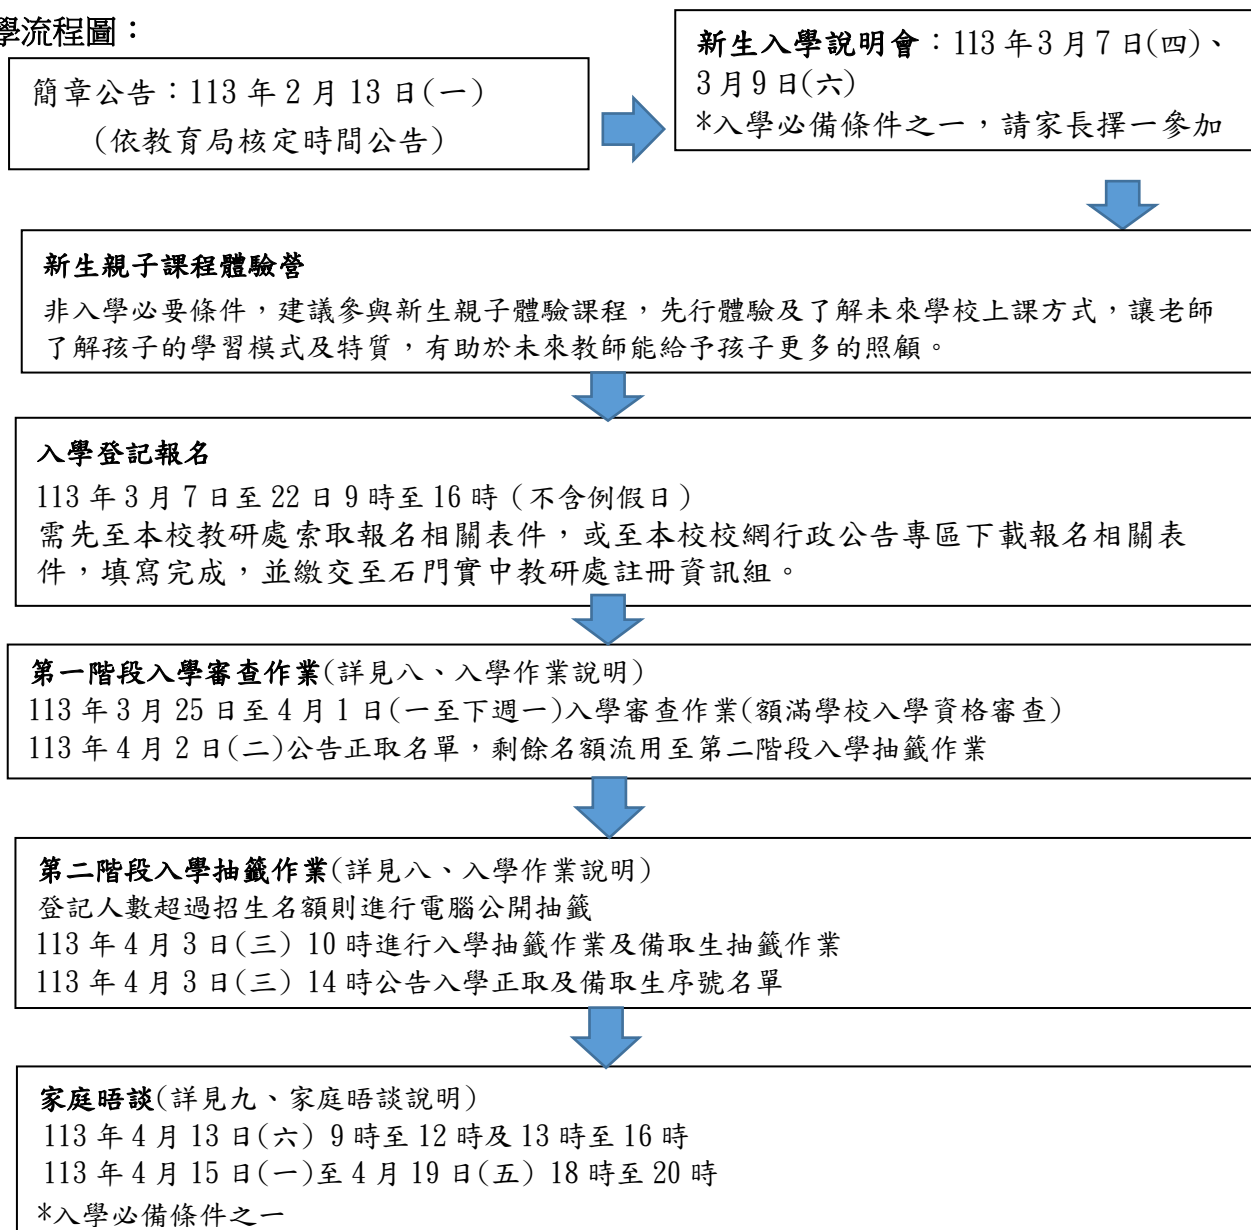 學流程圖：
簡章公告：113 年 2 月 13 日(一)
（依教育局核定時間公告）
新生入學說明會：113 年 3 月 7 日(四)、
3 月 9 日(六)
*入學必備條件之一，請家長擇一參加
新生親子課程體驗營
非入學必要條件，建議參與新生親子體驗課程，先行體驗及了解未來學校上課方式，讓老師
了解孩子的學習模式及特質，有助於未來教師能給予孩子更多的照顧。
入學登記報名
113 年 3 月 7 日至 22 日 9 時至 16 時（不含例假日）
需先至本校教研處索取報名相關表件，或至本校校網行政公告專區下載報名相關表
件，填寫完成，並繳交至石門實中教研處註冊資訊組。
第一階段入學審查作業(詳見八、入學作業說明)
113 年 3 月 25 日至 4 月 1 日(一至下週一)入學審查作業(額滿學校入學資格審查)
113 年 4 月 2 日(二)公告正取名單，剩餘名額流用至第二階段入學抽籤作業
第二階段入學抽籤作業(詳見八、入學作業說明)
登記人數超過招生名額則進行電腦公開抽籤
113 年 4 月 3 日(三) 10 時進行入學抽籤作業及備取生抽籤作業
113 年 4 月 3 日(三) 14 時公告入學正取及備取生序號名單
家庭晤談(詳見九、家庭晤談說明)
113 年 4 月 13 日(六) 9 時至 12 時及 13 時至 16 時
113 年 4 月 15 日(一)至 4 月 19 日(五) 18 時至 20 時
*入學必備條件之一